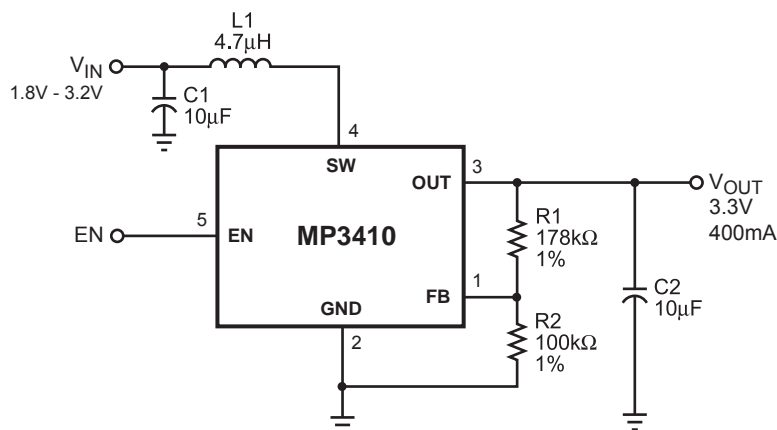 L1
4.7μH
VIN
1.8V - 3.2V
C1
10μF
4
SW
3
OUT
VOUT
3.3V
400mA
R1
178kΩ
1%
EN
5
EN
MP3410
1
FB
C2
10μF
GND
R2
100kΩ
1%
2